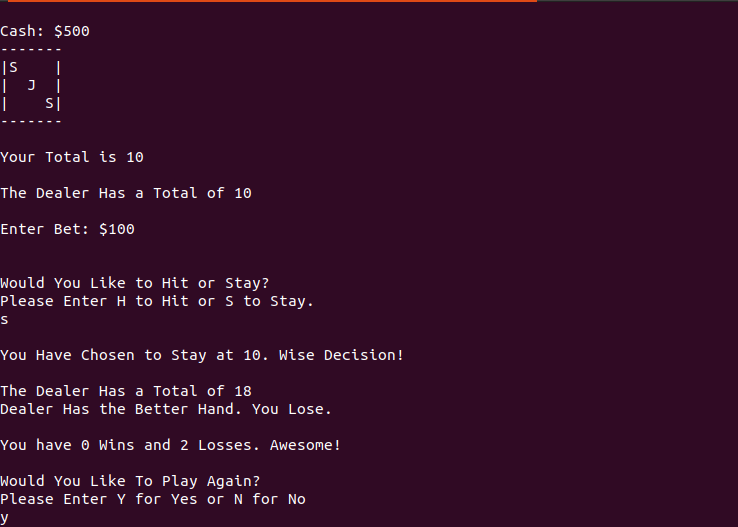 Cash: $500
-------
|S    |
|  J  |
|    S|
-------
Your Total is 10
The Dealer Has a Total of 10
Enter Bet: $100
Would You Like to Hit or Stay?
Please Enter H to Hit or S to Stay.
s
You Have Chosen to Stay at 10. Wise Decision!
The Dealer Has a Total of 18
Dealer Has the Better Hand. You Lose.
You have 0 Wins and 2 Losses. Awesome!
Would You Like To Play Again?
Please Enter Y for Yes or N for No
y